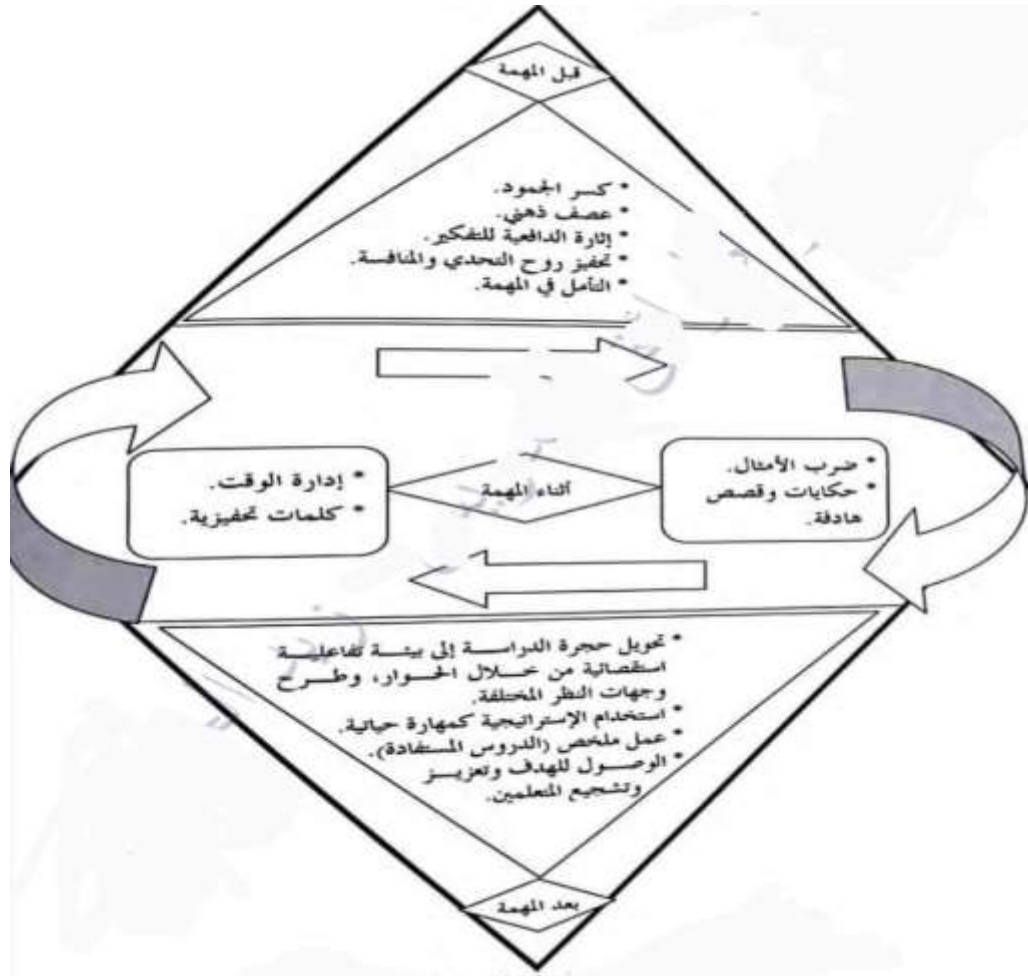 قبل المهمة
* كسر الجمود.
* عصف ذهني.
* إثارة الدافعية للتفكير.
* تحفيز روح التحدي والمنافسة.
* التأمل في المهمة.
* ضرب الأمثال.
* حكايات وقصص
هادفة.
أثناء المهمة
* إدارة الوقت.
* كلمات تحفيزية.
* تحويل حجرة الدراسة إلى بيئة تفاعلية
استقصائية من خلال الحوار، وطرح
وجهات النظر المختلفة.
* استخدام الإستراتيجية كمهارة حياتية.
* عمل ملخص (الدروس المستفادة).
* الوصول للهدف وتعزيز
وتشجيع المتعلمين.
بعد المهمة